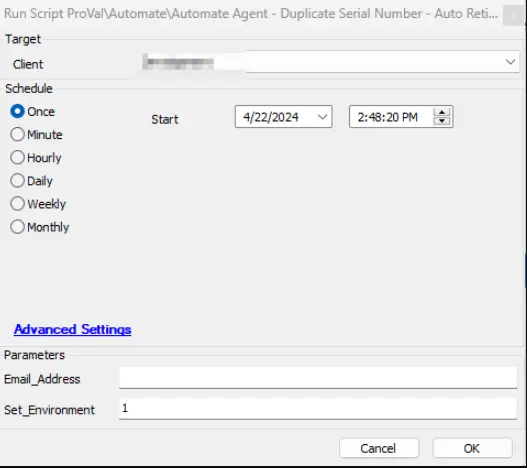 Run Script ProVal\Automate\Automate Agent - Duplicate Serial Number - Auto Reti...
Target
Client
Schedule
Once
Start 4/22/2024 2:48:20 PM
Minute
Hourly
Daily
Weekly
Monthly
Advanced Settings
Parameters
Email_Address
Set_Environment 1
Cancel OK